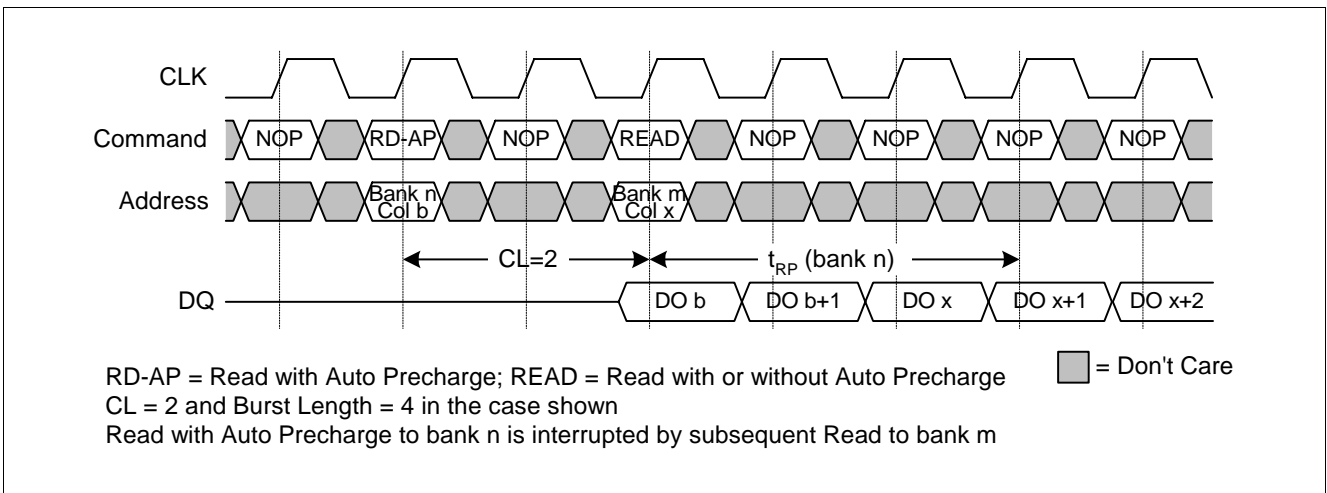 CLK
Command NOP RD-AP NOP READ NOP NOP NOP NOP
Address Bank n Bank m
Col b Col x
CL=2 tRP (bank n)
DQ DO b DO b+1 DO x DO x+1 DO x+2
RD-AP = Read with Auto Precharge; READ = Read with or without Auto Precharge
= Don't Care
CL = 2 and Burst Length = 4 in the case shown
Read with Auto Precharge to bank n is interrupted by subsequent Read to bank m